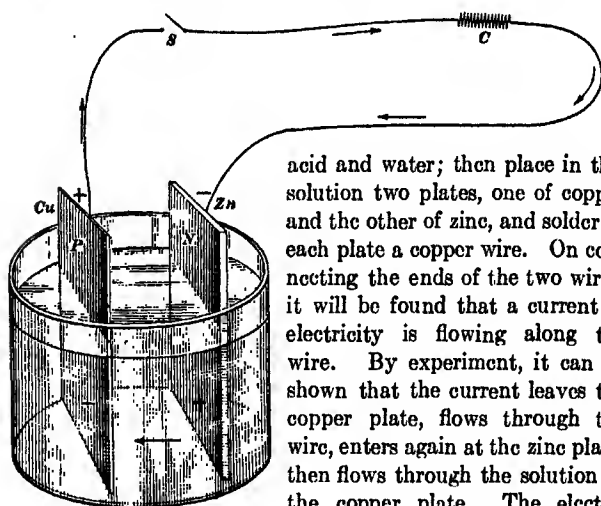 S
C
+
−
Cu
Zn
P
N
−
+
acid and water; then place in th
solution two plates, one of copp
and the other of zinc, and solder
each plate a copper wire. On co
necting the ends of the two wir
it will be found that a current
electricity is flowing along t
wire. By experiment, it can
shown that the current leaves t
copper plate, flows through t
wire, enters again at the zinc pla
then flows through the solution
the copper plate. The elect